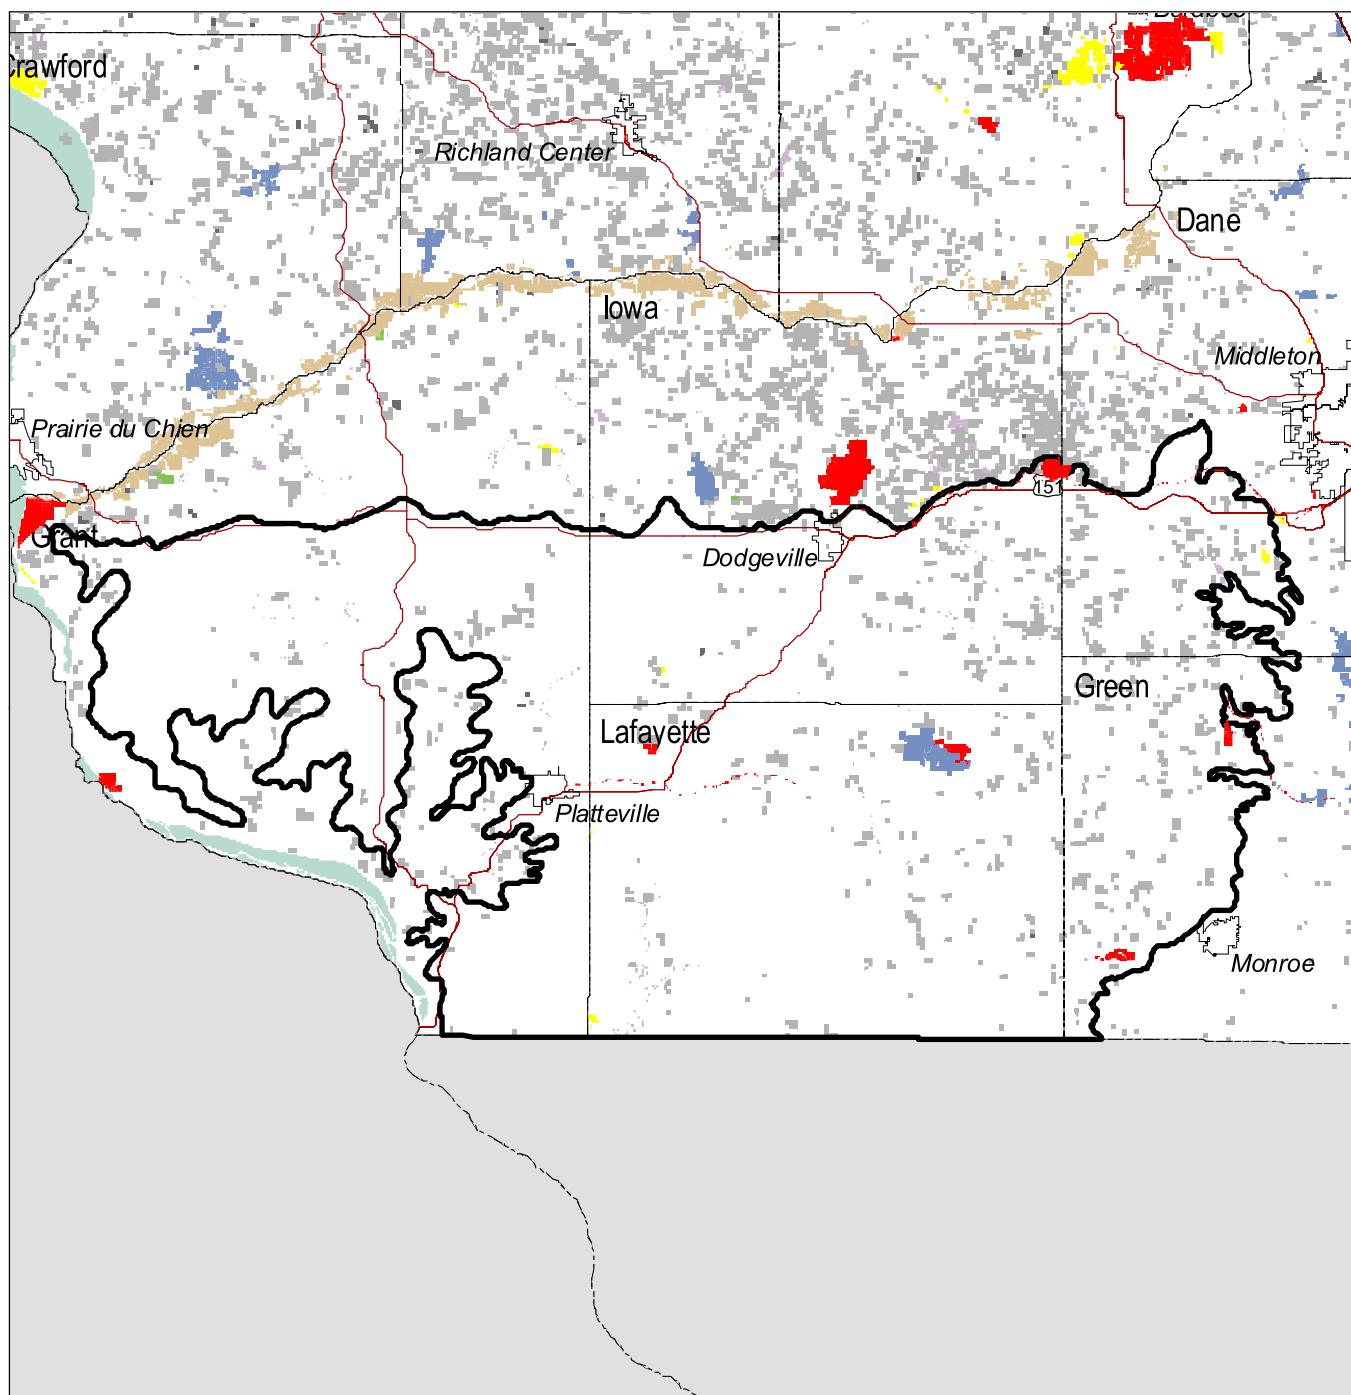 Crawford
Richland Center
Dane
Iowa
Middleton
Prairie du Chien
151
Grant
Dodgeville
Green
Lafayette
Platteville
Monroe